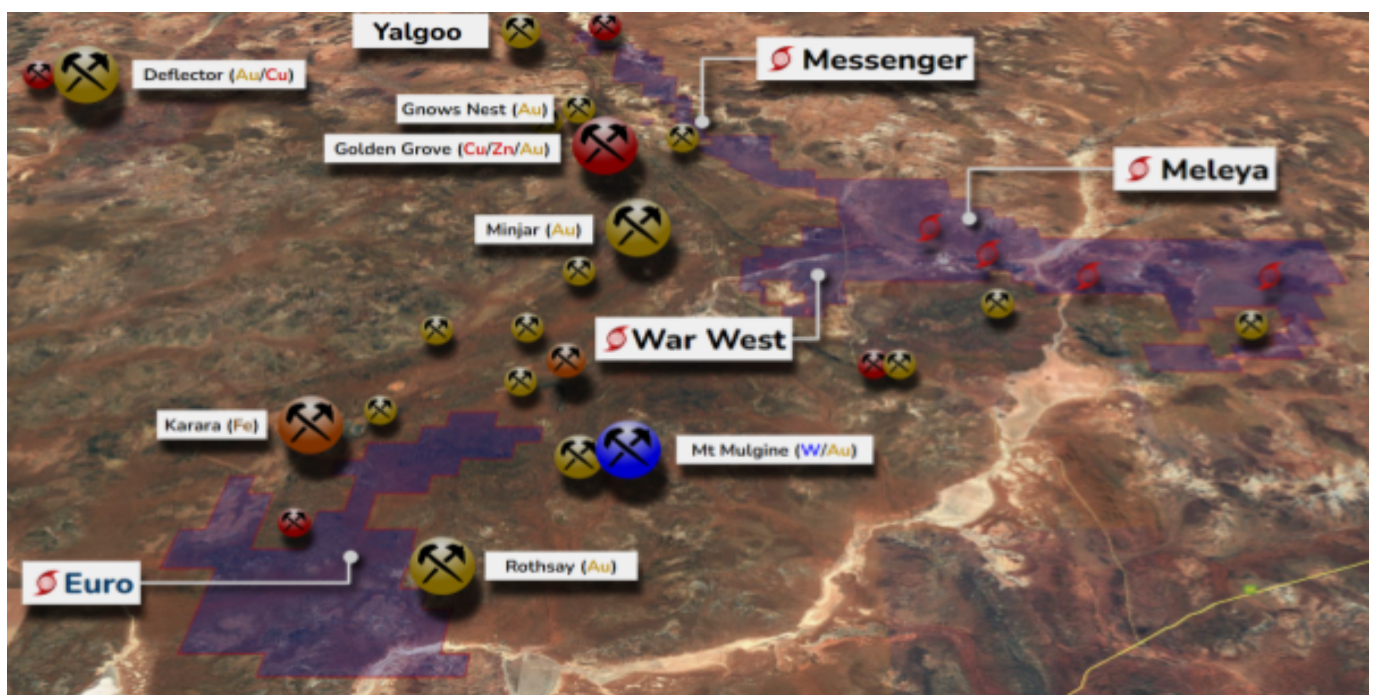 Yalgoo
Messenger
Deflector (Au/Cu)
Gnows Nest (Au)
Golden Grove (Cu/Zn/Au)
Meleya
Minjar (Au)
War West
Karara (Fe)
Mt Mulgine (W/Au)
Rothsay (Au)
Euro